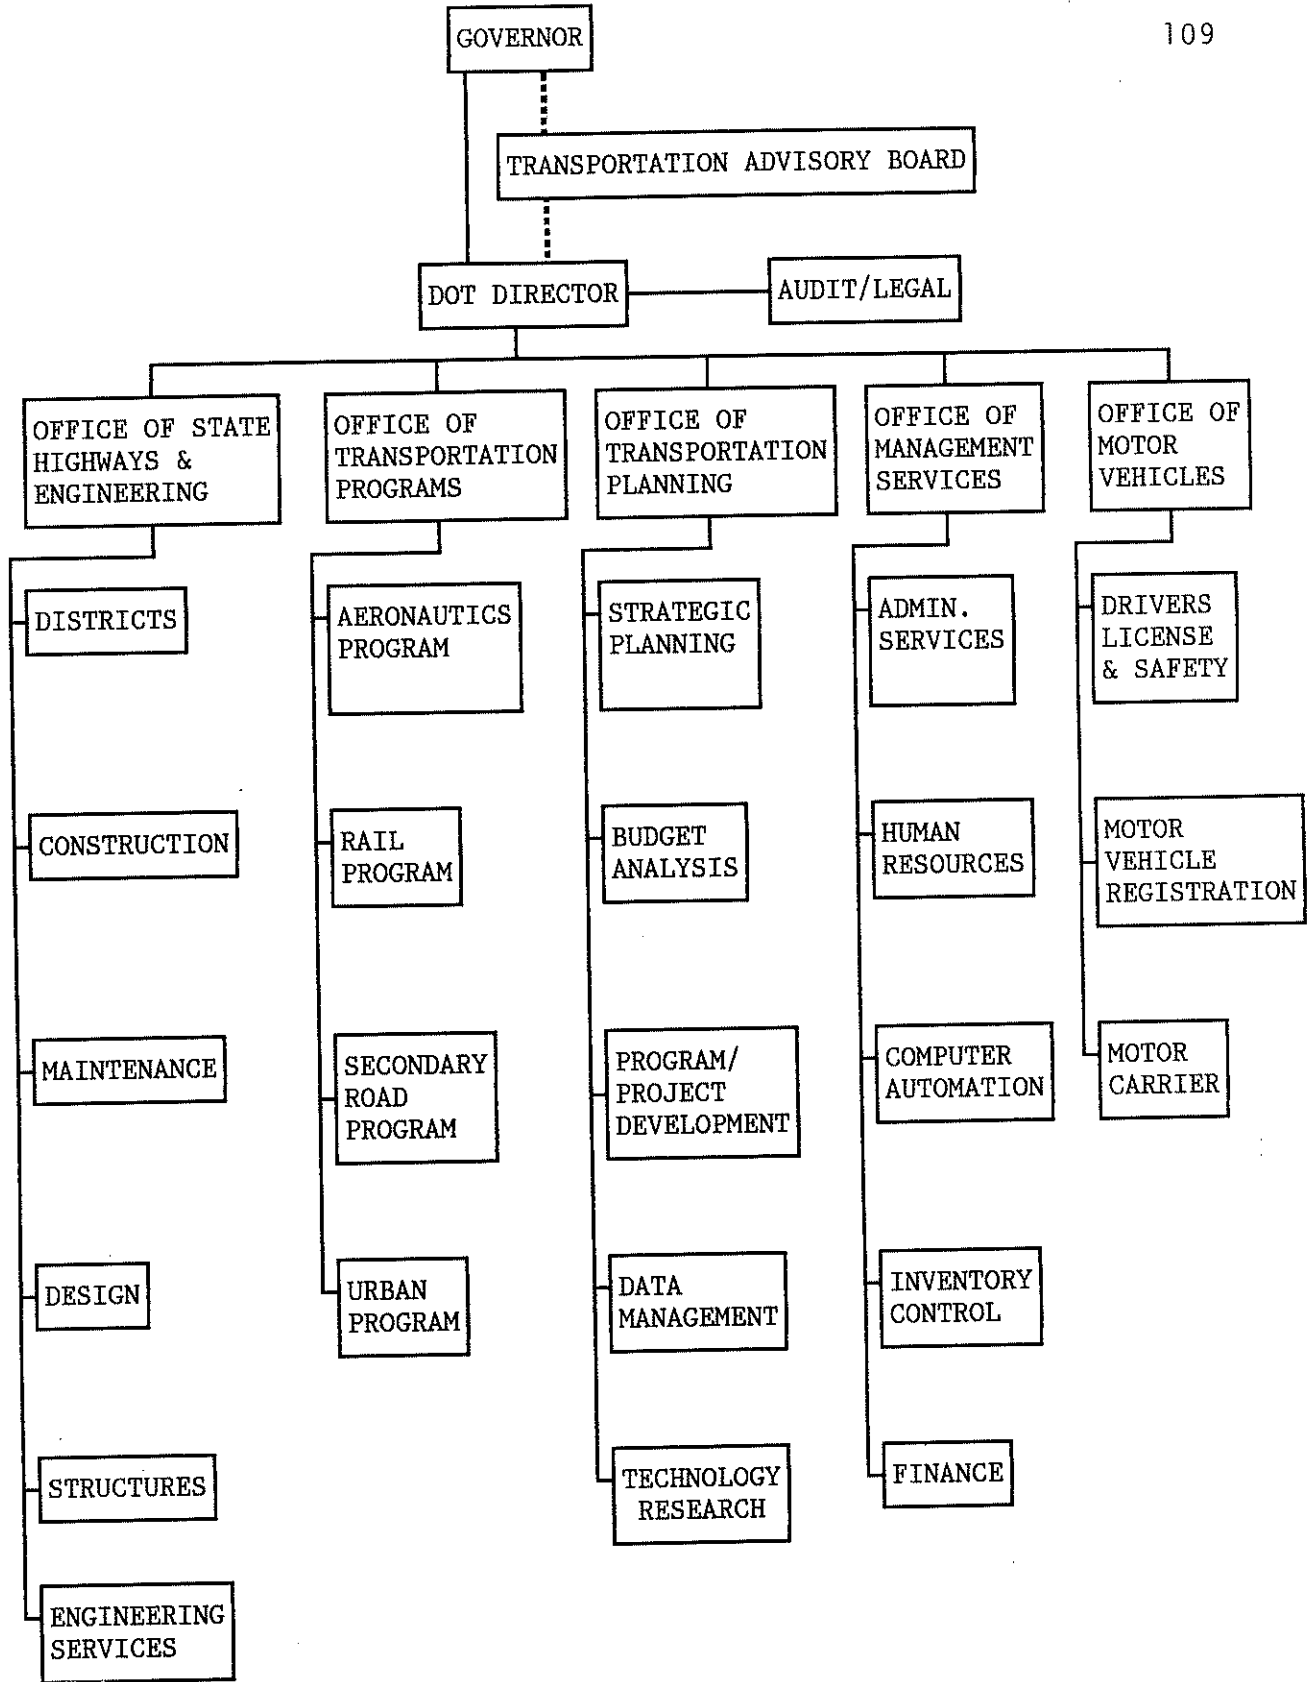 109
GOVERNOR
TRANSPORTATION ADVISORY BOARD
DOT DIRECTOR
AUDIT/LEGAL
OFFICE OF STATE
HIGHWAYS &
ENGINEERING
OFFICE OF
TRANSPORTATION
PROGRAMS
OFFICE OF
TRANSPORTATION
PLANNING
OFFICE OF
MANAGEMENT
SERVICES
OFFICE OF
MOTOR
VEHICLES
DISTRICTS
CONSTRUCTION
MAINTENANCE
DESIGN
STRUCTURES
ENGINEERING
SERVICES
AERONAUTICS
PROGRAM
RAIL
PROGRAM
SECONDARY
ROAD
PROGRAM
URBAN
PROGRAM
STRATEGIC
PLANNING
BUDGET
ANALYSIS
PROGRAM/
PROJECT
DEVELOPMENT
DATA
MANAGEMENT
TECHNOLOGY
RESEARCH
ADMIN.
SERVICES
HUMAN
RESOURCES
COMPUTER
AUTOMATION
INVENTORY
CONTROL
FINANCE
DRIVERS
LICENSE
& SAFETY
MOTOR
VEHICLE
REGISTRATION
MOTOR
CARRIER